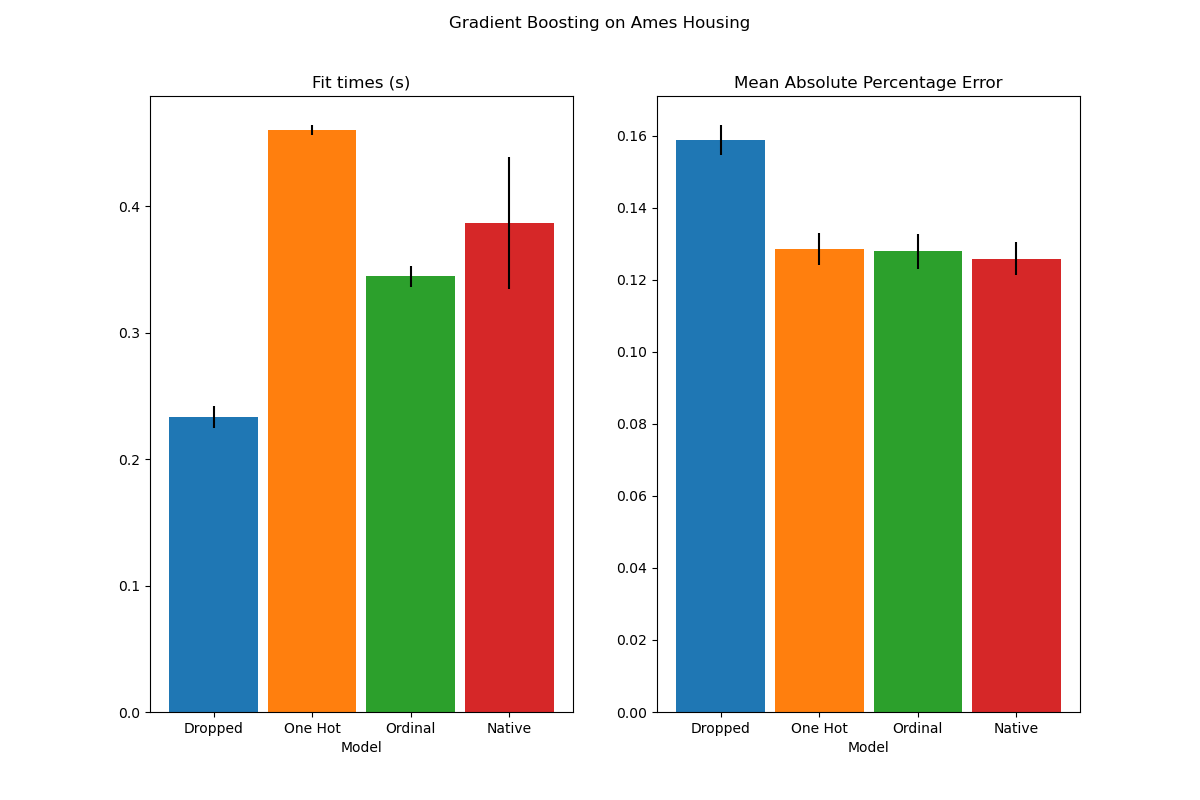 Gradient Boosting on Ames Housing
Fit times (s)
0.4
0.3
0.2
0.1
0.0
Dropped One Hot Ordinal Native
Model
Mean Absolute Percentage Error
0.16
0.14
0.12
0.10
0.08
0.06
0.04
0.02
0.00
Dropped One Hot Ordinal Native
Model